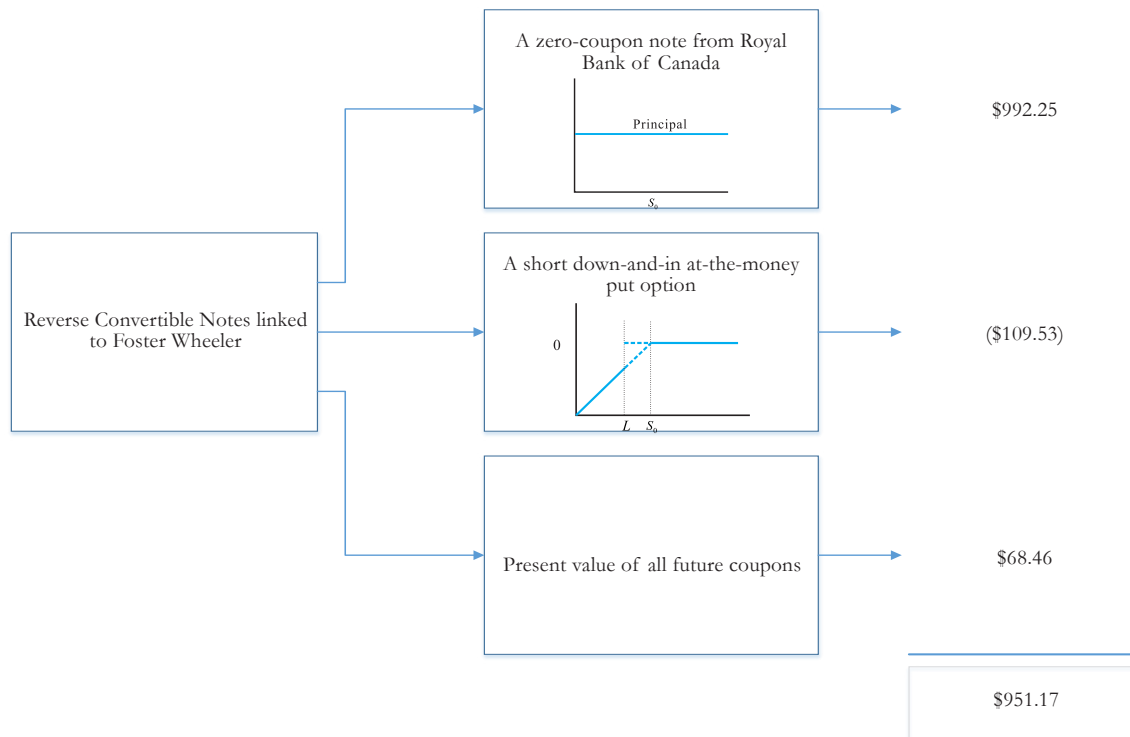 A zero-coupon note from Royal
Bank of Canada
Principal
S₀
$992.25
Reverse Convertible Notes linked
to Foster Wheeler
A short down-and-in at-the-money
put option
0
L S₀
($109.53)
Present value of all future coupons
$68.46
$951.17